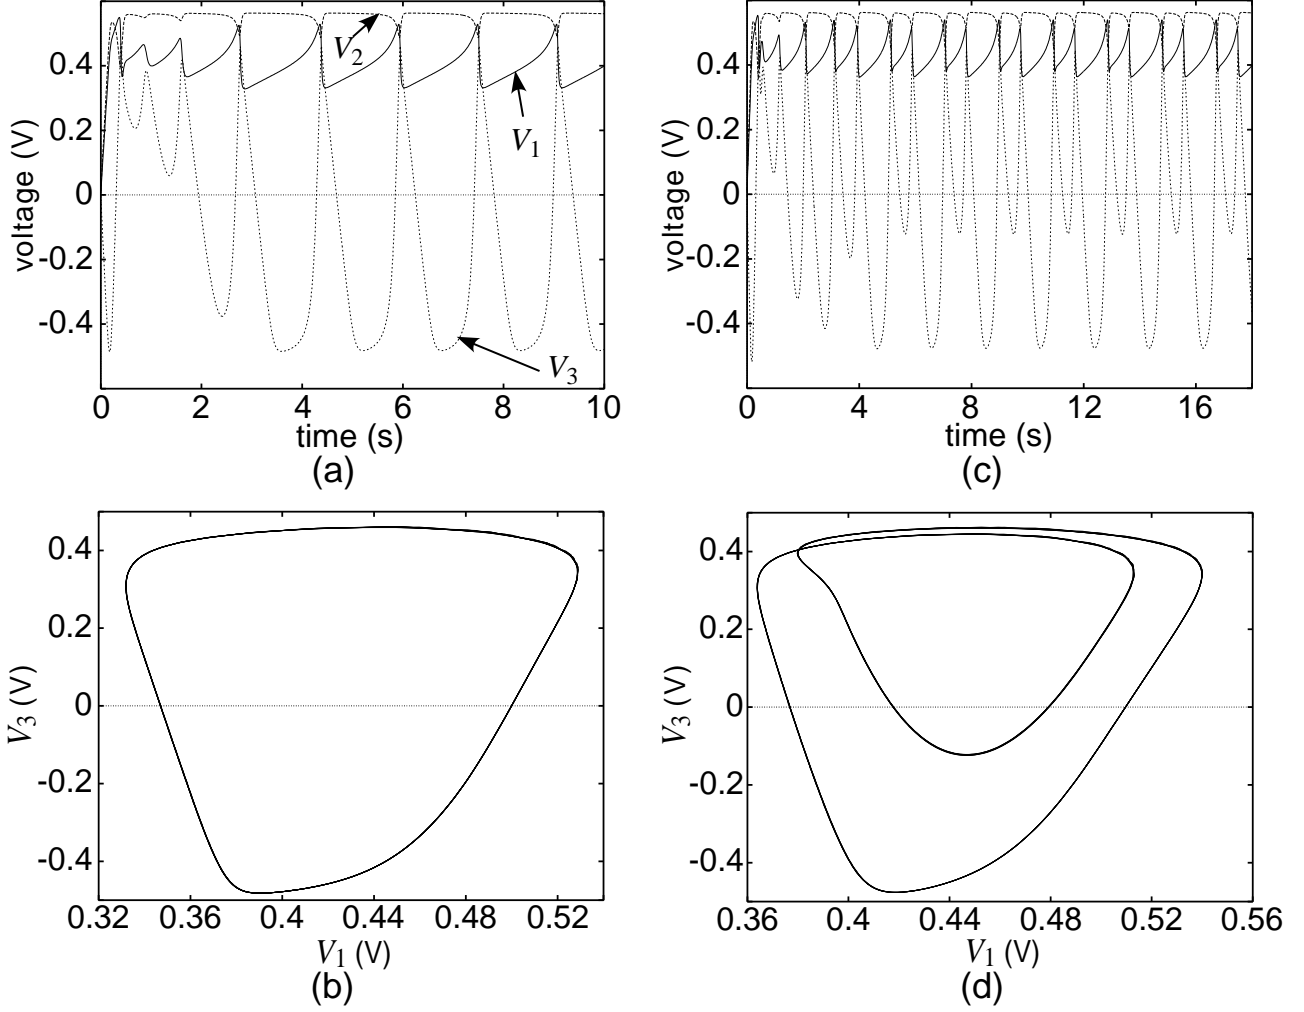 voltage (V)
0.4
0.2
0
-0.2
-0.4
V2
V1
V3
0 2 4 6 8 10
time (s)
(a)
voltage (V)
0.4
0.2
0
-0.2
-0.4
0 4 8 12 16
time (s)
(c)
V3 (V)
0.4
0.2
0
-0.2
-0.4
0.32 0.36 0.4 0.44 0.48 0.52
V1 (V)
(b)
V3 (V)
0.4
0.2
0
-0.2
-0.4
0.36 0.4 0.44 0.48 0.52 0.56
V1 (V)
(d)